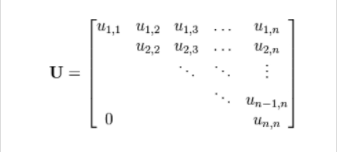 u1,1 u1,2 u1,3 … u1,n
u2,2 u2,3 … u2,n
⋱ ⋱ ⋮
U =
⋱ un−1,n
0 un,n